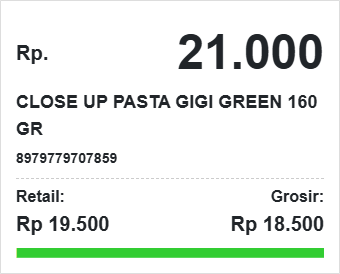 Rp. 21.000
CLOSE UP PASTA GIGI GREEN 160
GR
8979779707859
Retail: Grosir:
Rp 19.500 Rp 18.500